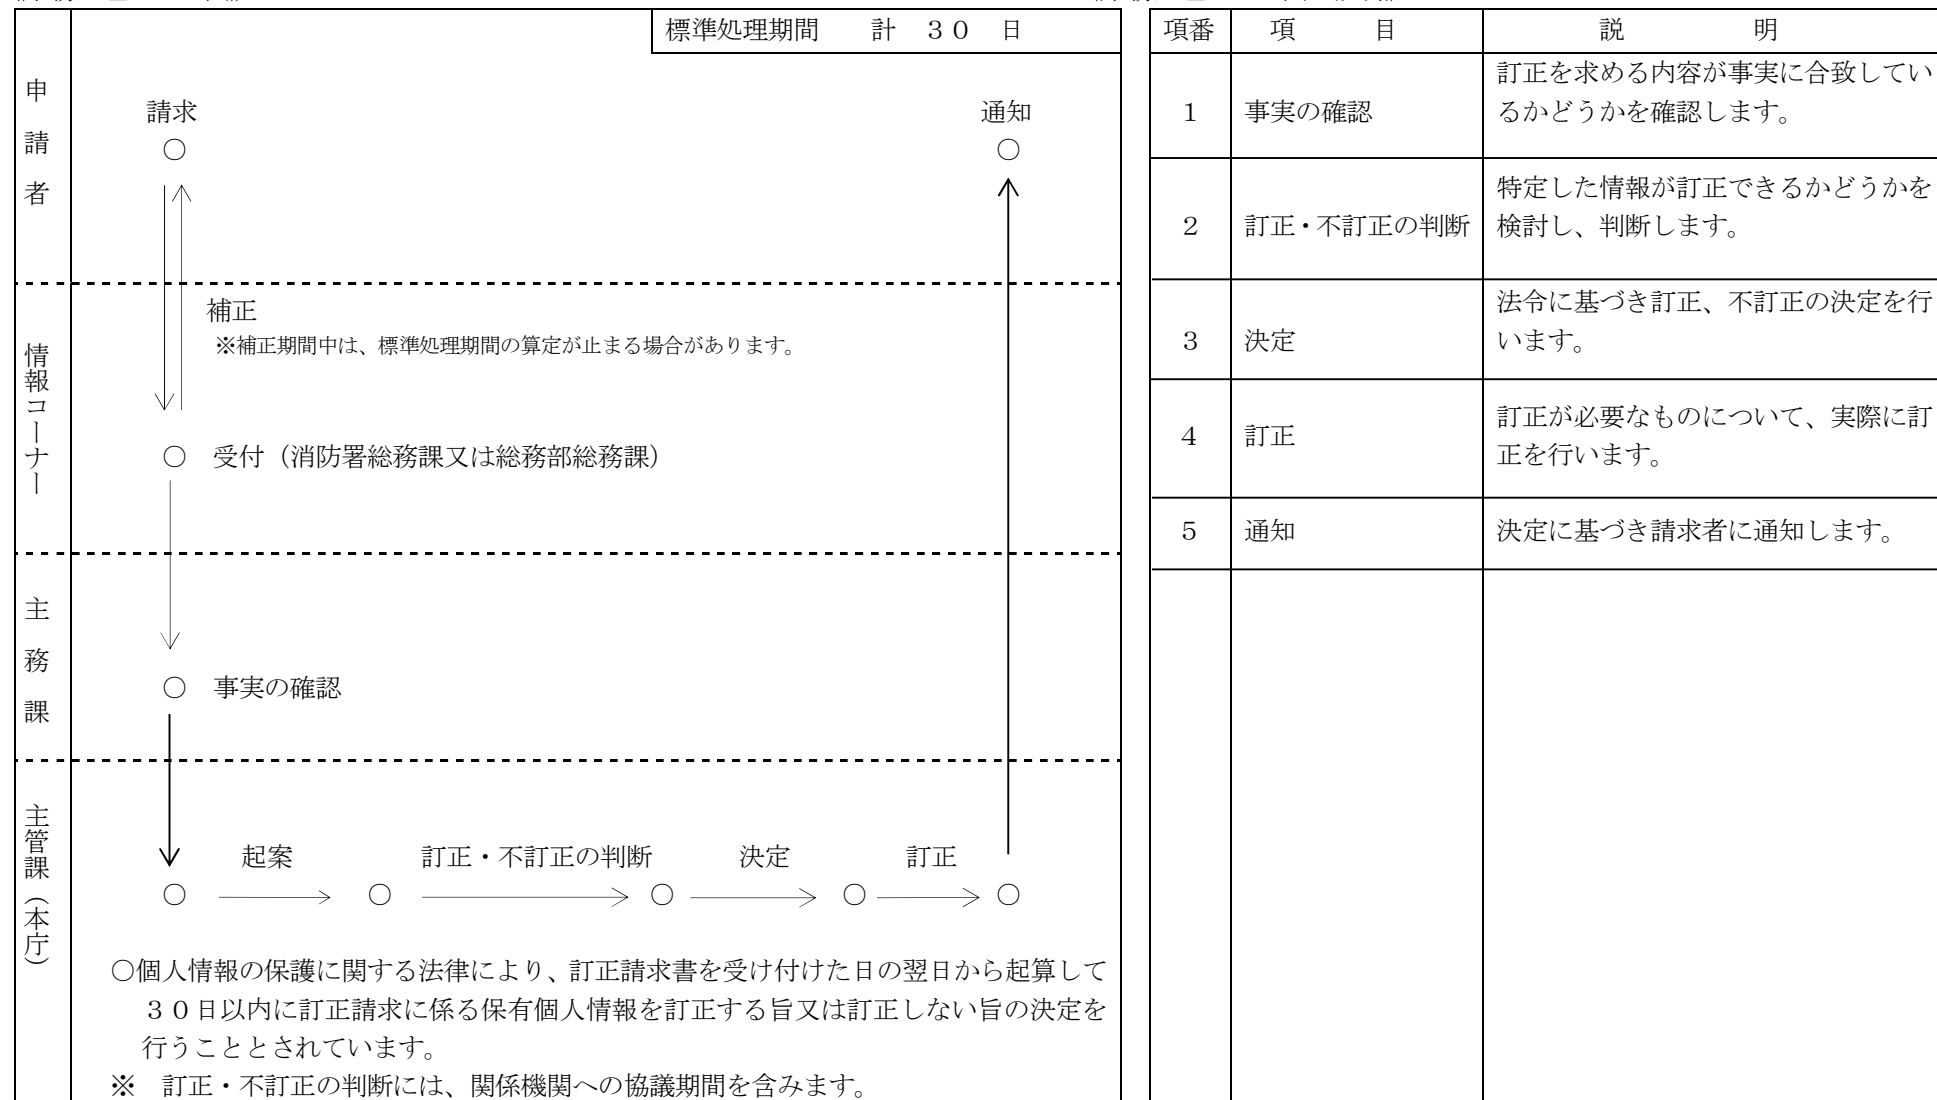 標準処理期間　計 ３０ 日
申請者
請求
通知
○
○
情報コーナー
補正
※補正期間中は、標準処理期間の算定が止まる場合があります。
○ 受付（消防署総務課又は総務部総務課）
主務課
○ 事実の確認
主管課（本庁）
起案　訂正・不訂正の判断　決定　訂正
○ ○ ○ ○ ○
○個人情報の保護に関する法律により、訂正請求書を受け付けた日の翌日から起算して
３０日以内に訂正請求に係る保有個人情報を訂正する旨又は訂正しない旨の決定を
行うこととされています。
※　訂正・不訂正の判断には、関係機関への協議期間を含みます。
項番　項　目　説　明
１　事実の確認　訂正を求める内容が事実に合致してい
るかどうかを確認します。
２　訂正・不訂正の判断　特定した情報が訂正できるかどうかを
検討し、判断します。
３　決定　法令に基づき訂正、不訂正の決定を行
います。
４　訂正　訂正が必要なものについて、実際に訂
正を行います。
５　通知　決定に基づき請求者に通知します。